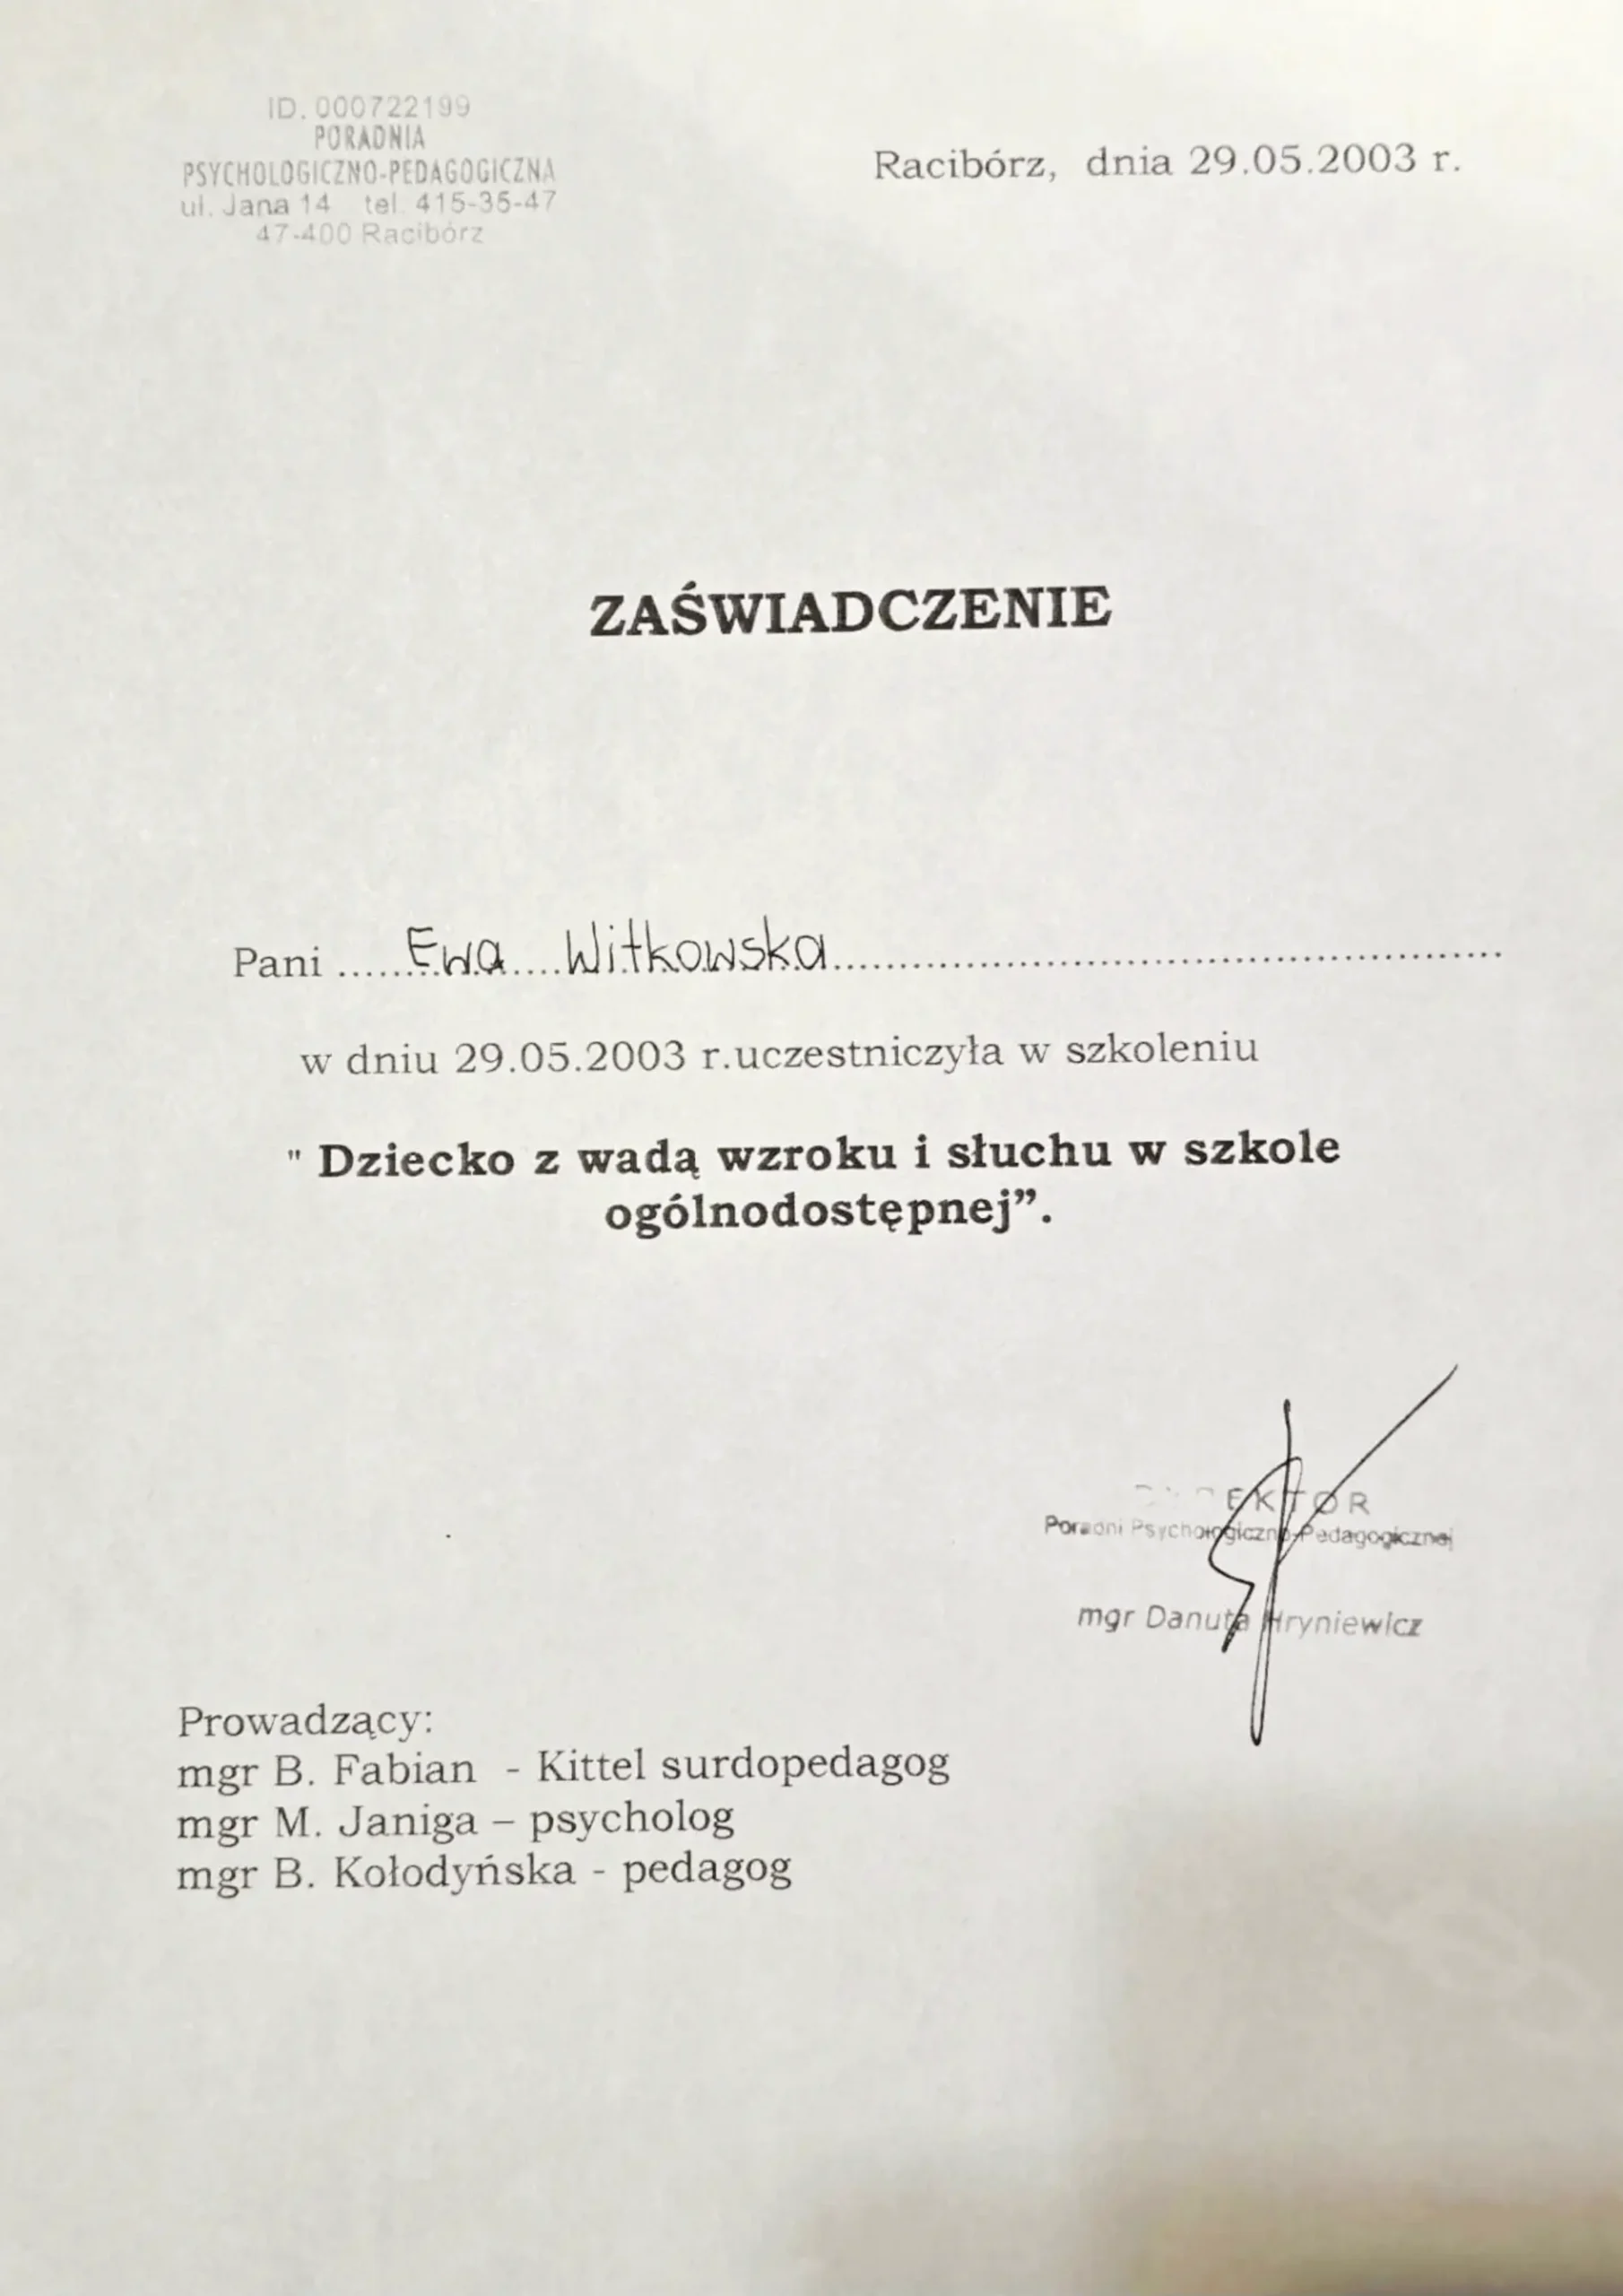 ID. 000722199
PORADNIA
PSYCHOLOGICZNO-PEDAGOGICZNA
ul. Jana 14 tel. 415-35-47
47-400 Racibórz
Racibórz, dnia 29.05.2003 r.
ZAŚWIADCZENIE
Pani ........Ewa.....Witkowska..........................................................
w dniu 29.05.2003 r.uczestniczyła w szkoleniu
" Dziecko z wadą wzroku i słuchu w szkole
ogólnodostępnej”.
DYREKTOR
Poradni Psychologiczno-Pedagogicznej
mgr Danuta Hryniewicz
Prowadzący:
mgr B. Fabian - Kittel surdopedagog
mgr M. Janiga – psycholog
mgr B. Kołodyńska - pedagog